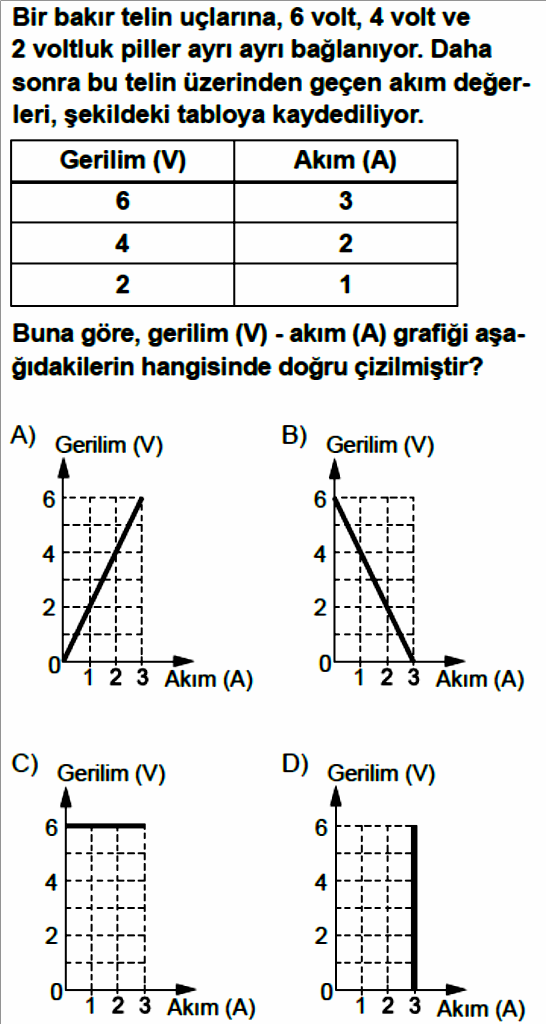 Bir bakır telin uçlarına, 6 volt, 4 volt ve
2 voltluk piller ayrı ayrı bağlanıyor. Daha
sonra bu telin üzerinden geçen akım değer-
leri, şekildeki tabloya kaydediliyor.
Gerilim (V) Akım (A)
6 3
4 2
2 1
Buna göre, gerilim (V) - akım (A) grafiği aşa-
ğıdakilerin hangisinde doğru çizilmiştir?
A) Gerilim (V)
6
4
2
0
1 2 3 Akım (A)
B) Gerilim (V)
6
4
2
0
1 2 3 Akım (A)
C) Gerilim (V)
6
4
2
0
1 2 3 Akım (A)
D) Gerilim (V)
6
4
2
0
1 2 3 Akım (A)